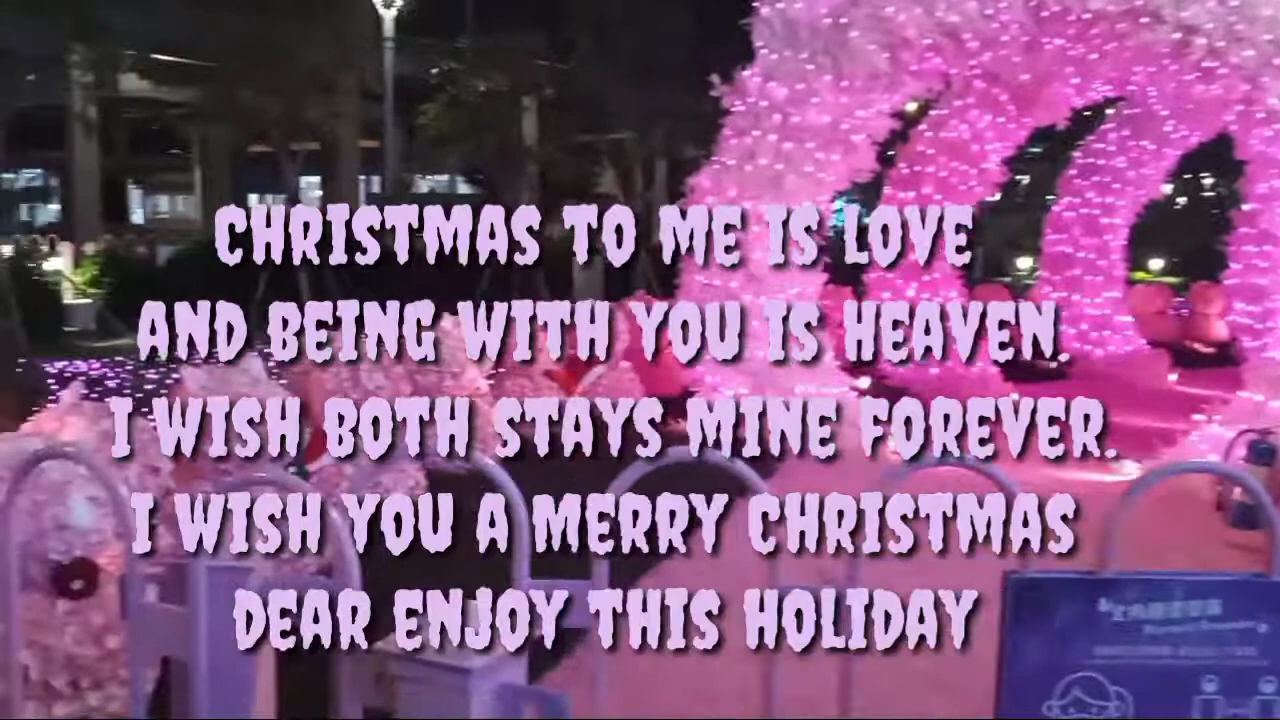 CHRISTMAS TO ME IS LOVE
AND BEING WITH YOU IS HEAVEN.
I WISH BOTH STAYS MINE FOREVER.
I WISH YOU A MERRY CHRISTMAS
DEAR ENJOY THIS HOLIDAY